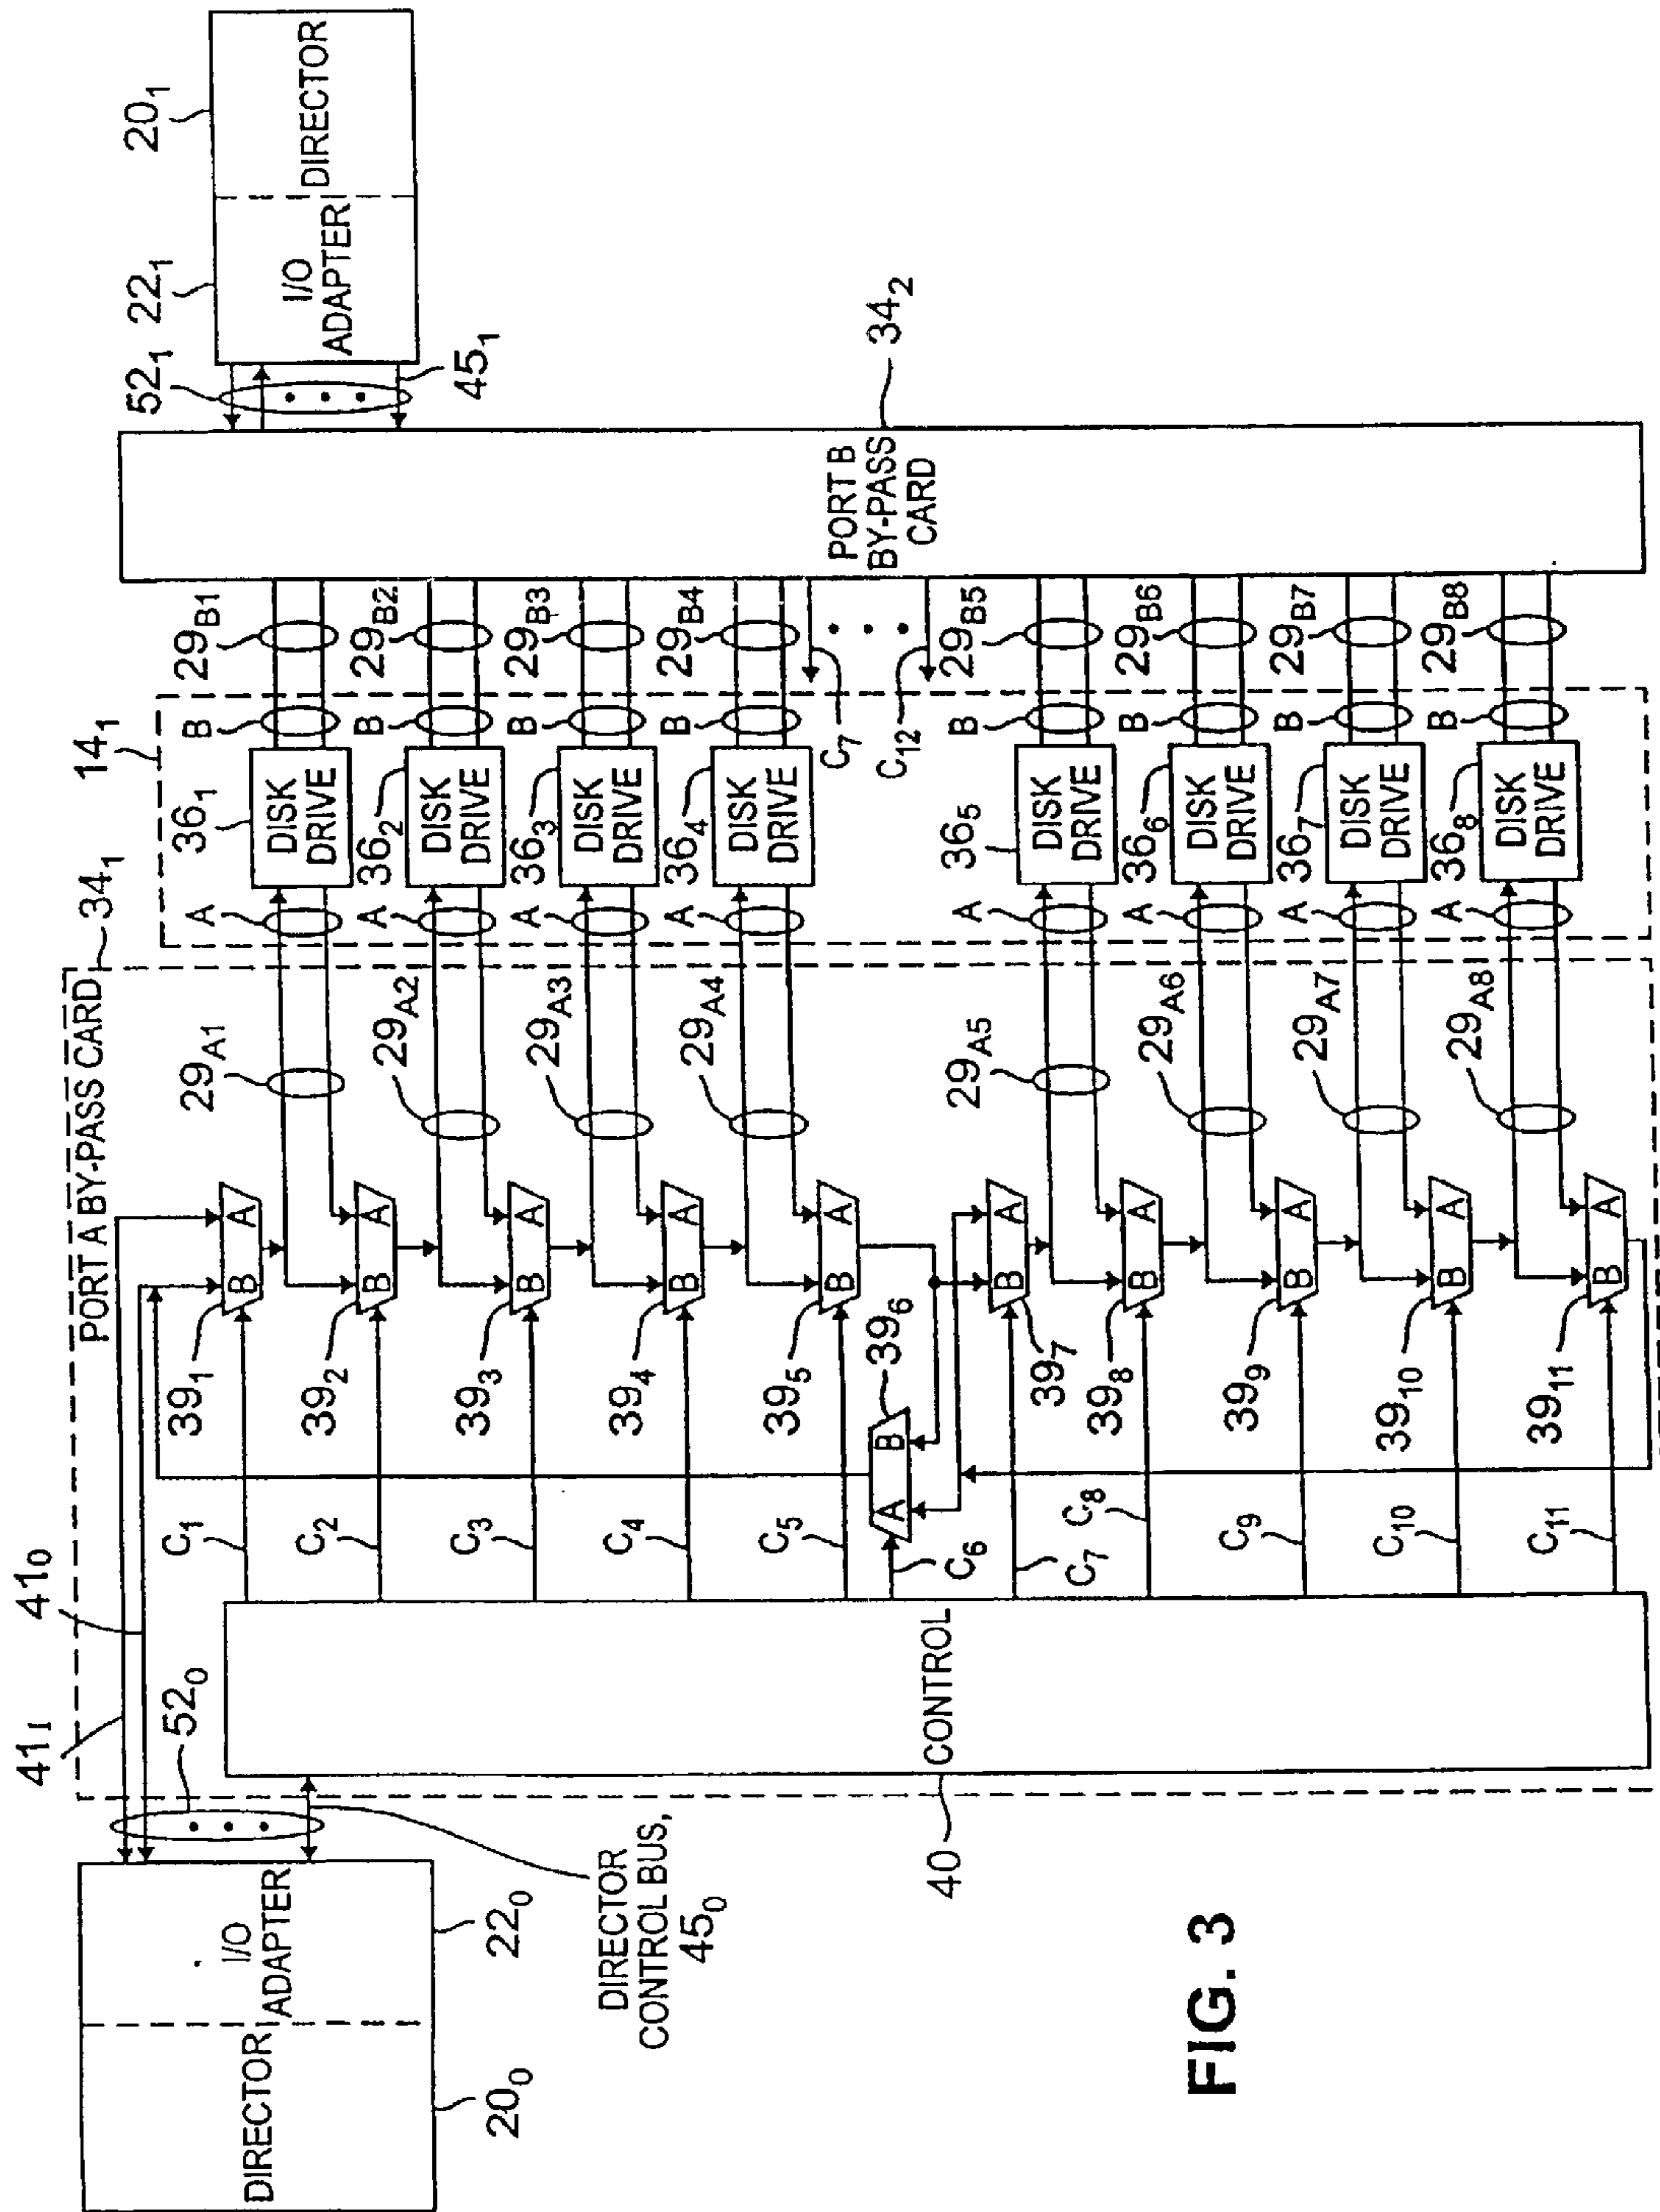 DIRECTOR
20₁
I/O
ADAPTER
22₁
52₁
45₁
34₂
PORT B
BY-PASS
CARD
29B1
29B2
29B3
29B4
C₇
C₁₂
29B5
29B6
29B7
29B8
14₁
B
B
B
B
B
B
B
B
36₁
DISK
DRIVE
36₂
DISK
DRIVE
36₃
DISK
DRIVE
36₄
DISK
DRIVE
36₅
DISK
DRIVE
36₆
DISK
DRIVE
36₇
DISK
DRIVE
36₈
DISK
DRIVE
A
A
A
A
A
A
A
A
34₁
PORT A BY-PASS CARD
29A1
29A2
29A3
29A4
29A5
29A6
29A7
29A8
B A
B A
B A
B A
B A
B A
B A
B A
B A
B A
A B
39₁
39₂
39₃
39₄
39₅
39₆
39₇
39₈
39₉
39₁₀
39₁₁
C₁
C₂
C₃
C₄
C₅
C₆
C₇
C₈
C₉
C₁₀
C₁₁
41I
41₀
52₀
CONTROL
40
I/O
ADAPTER
22₀
DIRECTOR
20₀
DIRECTOR
CONTROL BUS,
45₀
FIG. 3